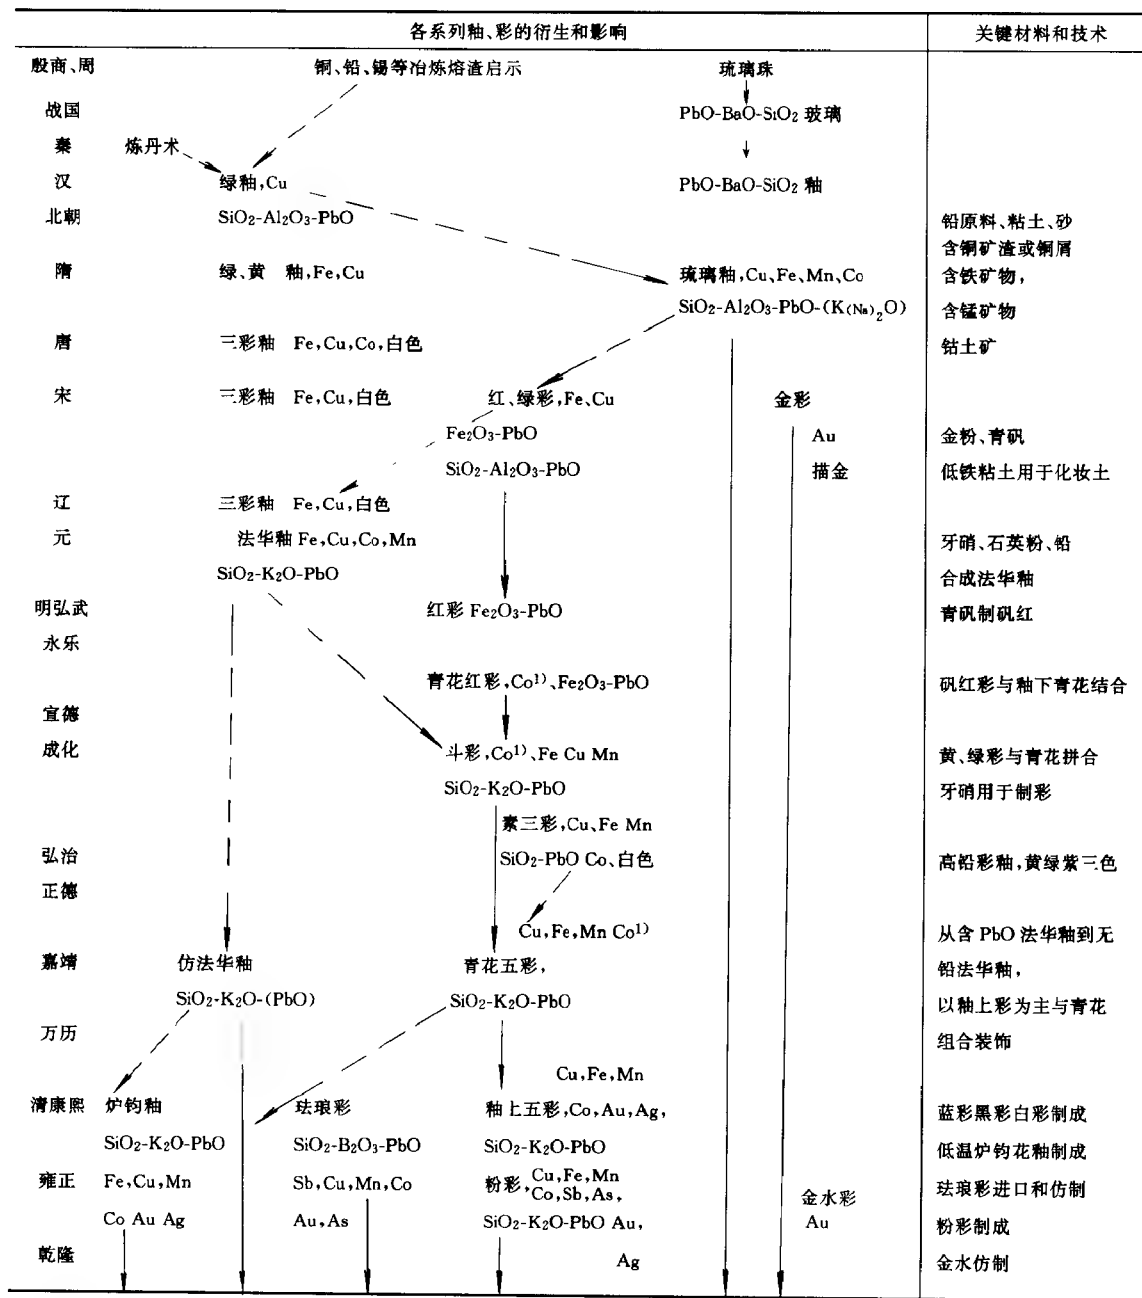 各系列釉、彩的衍生和影响 关键材料和技术
殷商、周 铜、铅、锡等冶炼熔渣启示 琉璃珠
战国 PbO-BaO-SiO₂ 玻璃
秦 炼丹术
汉 绿釉,Cu PbO-BaO-SiO₂ 釉
北朝 SiO₂-Al₂O₃-PbO 铅原料、粘土、砂
含铜矿渣或铜屑
隋 绿、黄 釉,Fe,Cu 琉璃釉,Cu、Fe、Mn、Co 含铁矿物,
SiO₂-Al₂O₃-PbO-(K(Na)₂O) 含锰矿物
唐 三彩釉 Fe,Cu,Co,白色 钴土矿
宋 三彩釉 Fe,Cu,白色 红、绿彩,Fe、Cu 金彩
Fe₂O₃-PbO Au 金粉、青矾
SiO₂-Al₂O₃-PbO 描金 低铁粘土用于化妆土
辽 三彩釉 Fe,Cu,白色
元 法华釉 Fe,Cu,Co,Mn 牙硝、石英粉、铅
SiO₂-K₂O-PbO 合成法华釉
明弘武 红彩 Fe₂O₃-PbO 青矾制矾红
永乐
青花红彩,Co¹⁾、Fe₂O₃-PbO 矾红彩与釉下青花结合
宣德
成化 斗彩,Co¹⁾、Fe Cu Mn 黄、绿彩与青花拼合
SiO₂-K₂O-PbO 牙硝用于制彩
素三彩,Cu、Fe Mn
弘治 SiO₂-PbO Co、白色 高铅彩釉,黄绿紫三色
正德
Cu,Fe,Mn Co¹⁾ 从含 PbO 法华釉到无
嘉靖 仿法华釉 青花五彩, 铅法华釉,
SiO₂-K₂O-(PbO) SiO₂-K₂O-PbO 以釉上彩为主与青花
万历 组合装饰
Cu,Fe,Mn
清康熙 炉钧釉 珐琅彩 釉上五彩,Co,Au,Ag, 蓝彩黑彩白彩制成
SiO₂-K₂O-PbO SiO₂-B₂O₃-PbO SiO₂-K₂O-PbO 低温炉钧花釉制成
雍正 Fe,Cu,Mn Sb,Cu,Mn,Co 粉彩,Cu,Fe,Mn Co,Sb,As, 金水彩 珐琅彩进口和仿制
Co Au Ag Au,As SiO₂-K₂O-PbO Au, Au 粉彩制成
乾隆 Ag 金水仿制